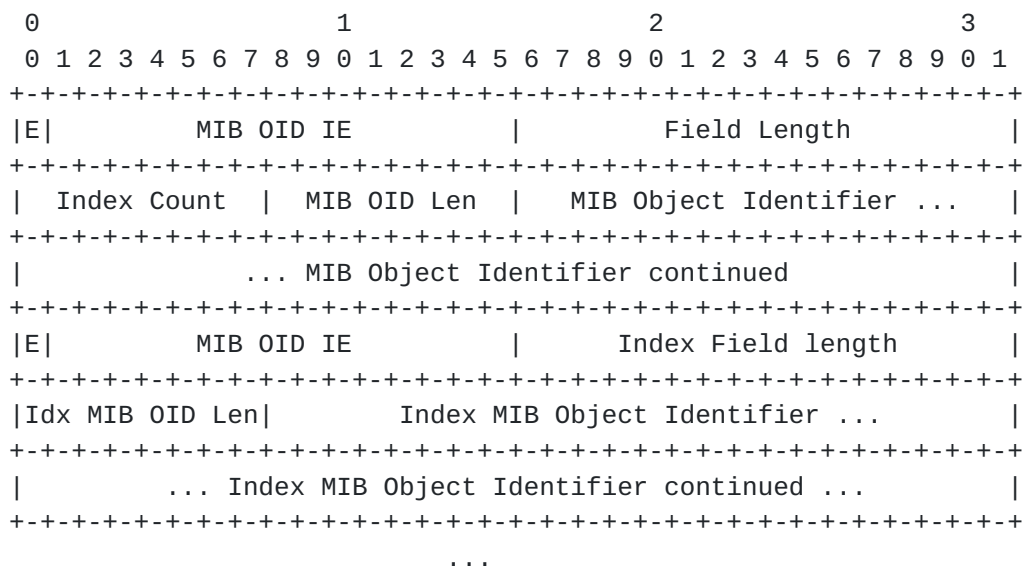 0                   1                   2                   3
 0 1 2 3 4 5 6 7 8 9 0 1 2 3 4 5 6 7 8 9 0 1 2 3 4 5 6 7 8 9 0 1
+-+-+-+-+-+-+-+-+-+-+-+-+-+-+-+-+-+-+-+-+-+-+-+-+-+-+-+-+-+-+-+-+
|E|         MIB OID IE          |         Field Length          |
+-+-+-+-+-+-+-+-+-+-+-+-+-+-+-+-+-+-+-+-+-+-+-+-+-+-+-+-+-+-+-+-+
|  Index Count  |  MIB OID Len  |   MIB Object Identifier ...   |
+-+-+-+-+-+-+-+-+-+-+-+-+-+-+-+-+-+-+-+-+-+-+-+-+-+-+-+-+-+-+-+-+
|              ... MIB Object Identifier continued              |
+-+-+-+-+-+-+-+-+-+-+-+-+-+-+-+-+-+-+-+-+-+-+-+-+-+-+-+-+-+-+-+-+
|E|         MIB OID IE          |      Index Field length       |
+-+-+-+-+-+-+-+-+-+-+-+-+-+-+-+-+-+-+-+-+-+-+-+-+-+-+-+-+-+-+-+-+
|Idx MIB OID Len|        Index MIB Object Identifier ...        |
+-+-+-+-+-+-+-+-+-+-+-+-+-+-+-+-+-+-+-+-+-+-+-+-+-+-+-+-+-+-+-+-+
|         ... Index MIB Object Identifier continued ...         |
+-+-+-+-+-+-+-+-+-+-+-+-+-+-+-+-+-+-+-+-+-+-+-+-+-+-+-+-+-+-+-+-+
                            ...